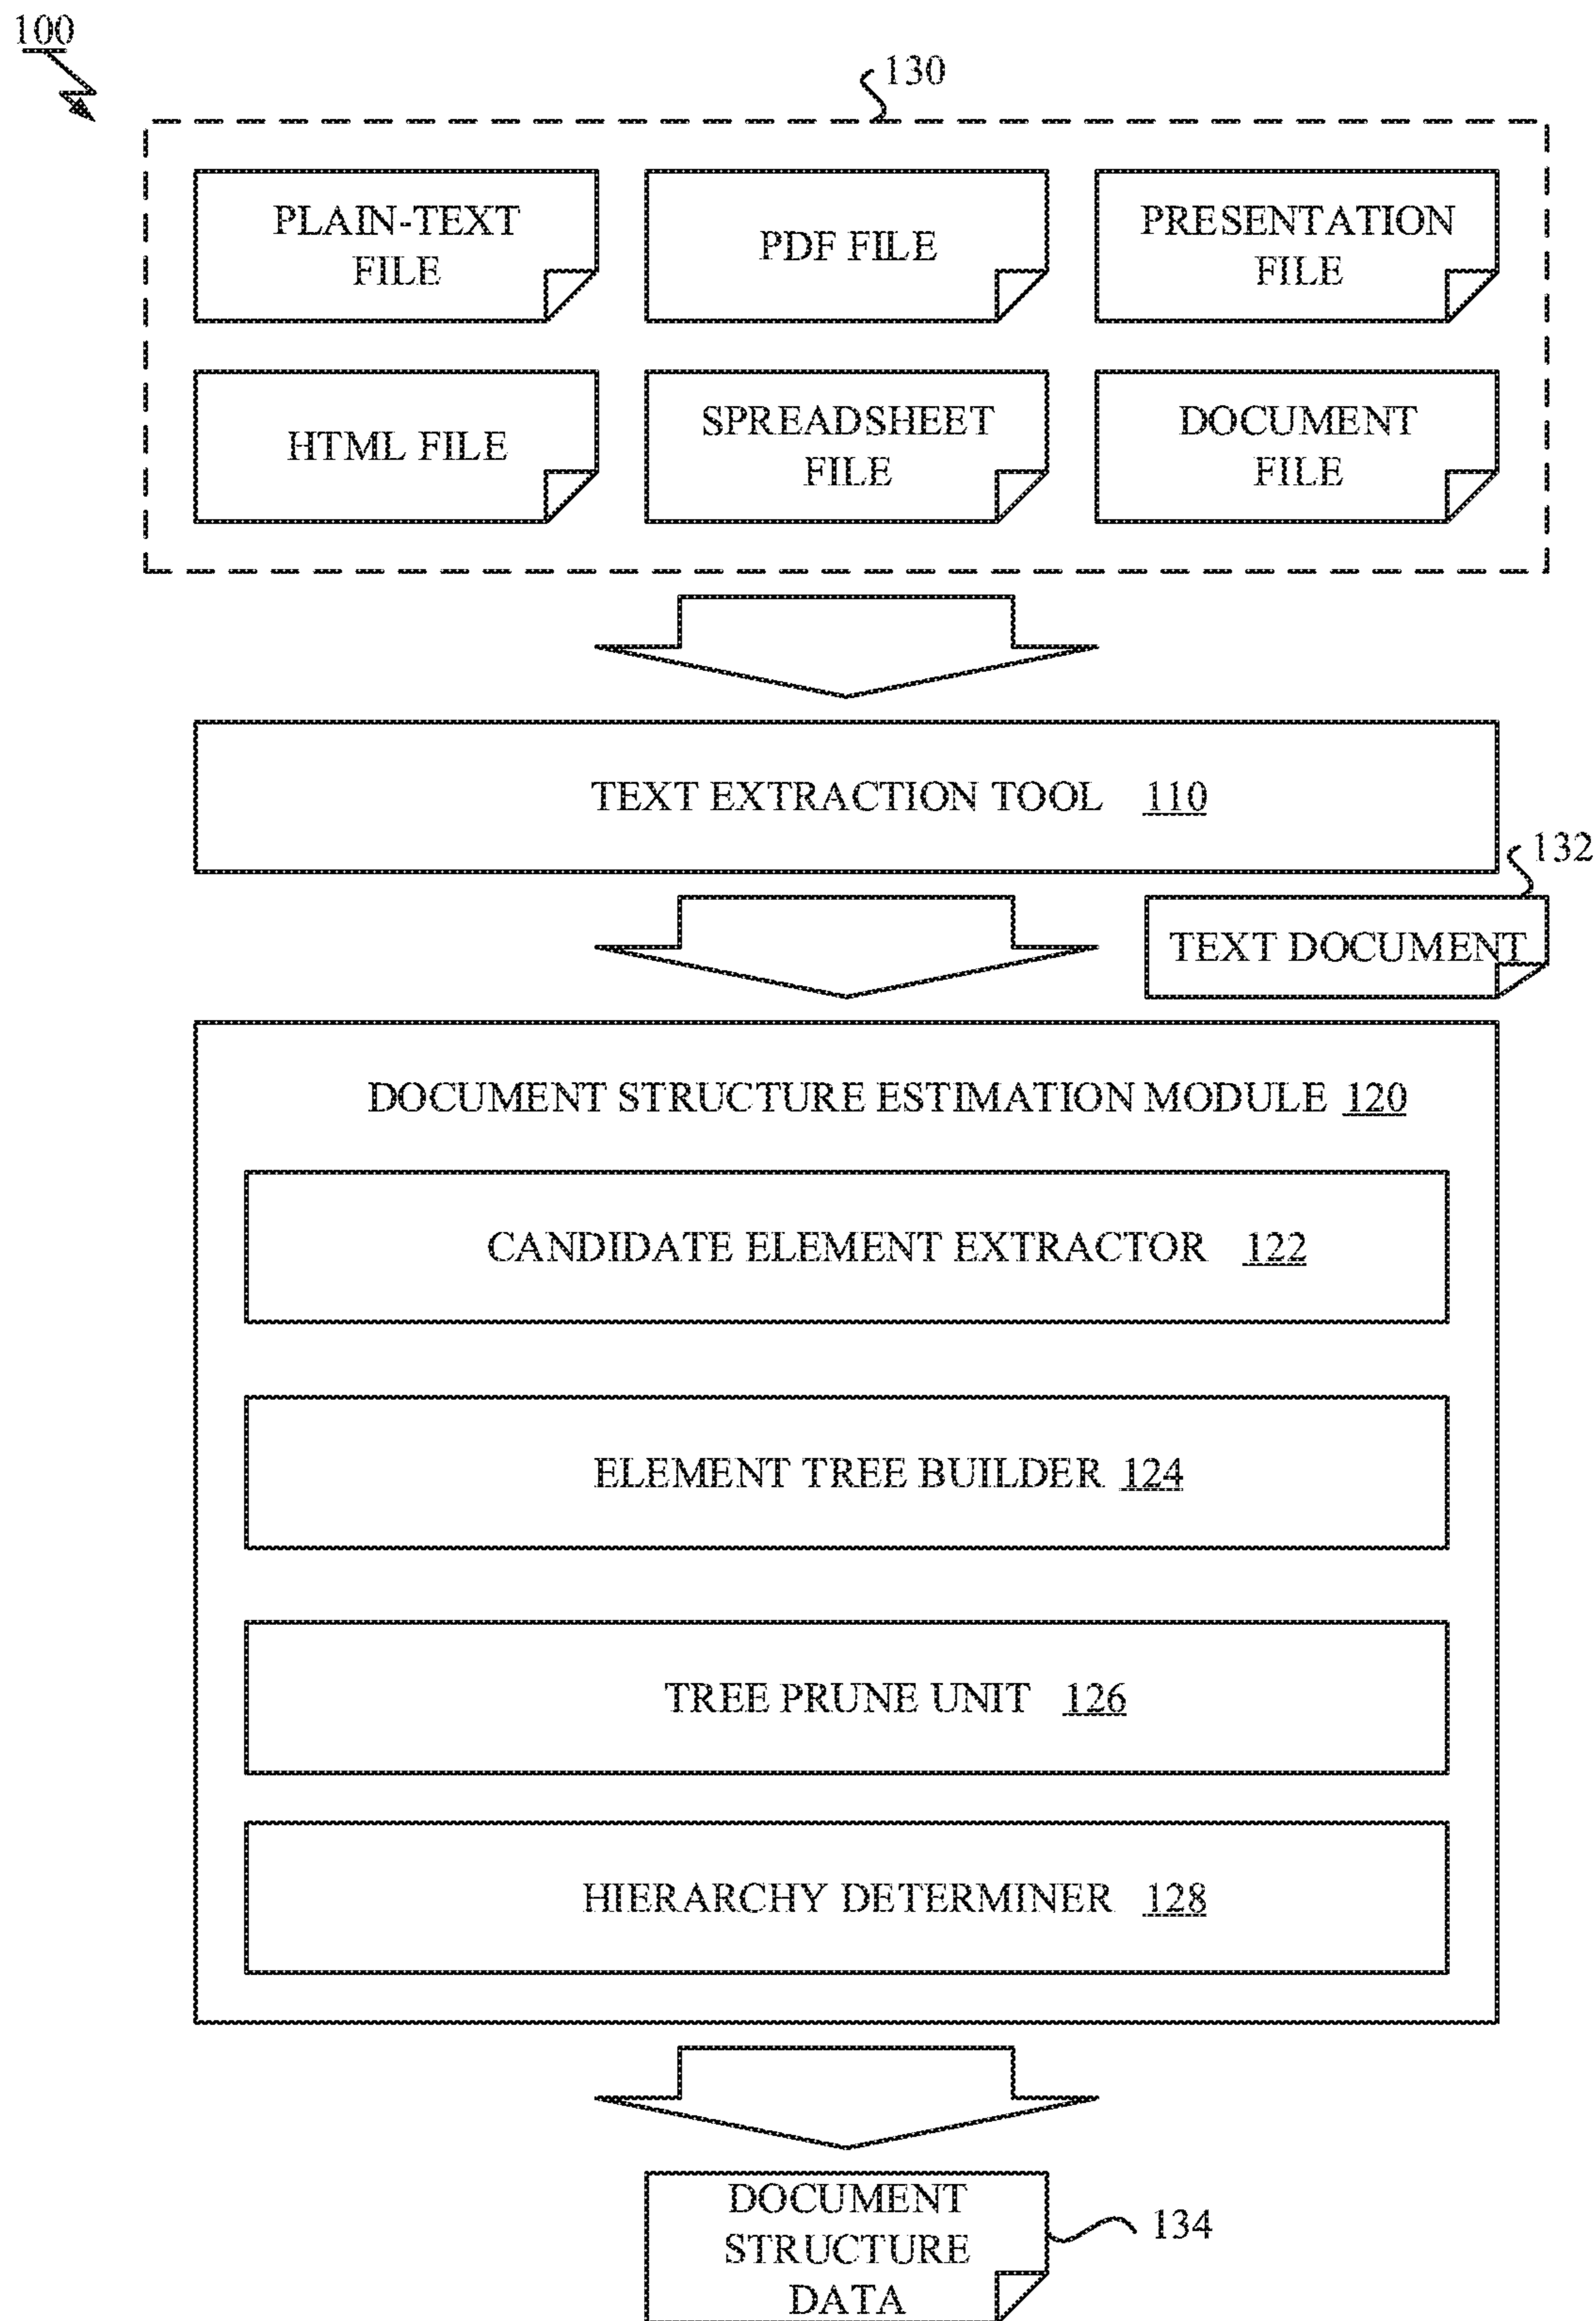 100
130
PLAIN-TEXT
FILE
PDF FILE
PRESENTATION
FILE
HTML FILE
SPREADSHEET
FILE
DOCUMENT
FILE
TEXT EXTRACTION TOOL 110
132
TEXT DOCUMENT
DOCUMENT STRUCTURE ESTIMATION MODULE 120
CANDIDATE ELEMENT EXTRACTOR 122
ELEMENT TREE BUILDER 124
TREE PRUNE UNIT 126
HIERARCHY DETERMINER 128
DOCUMENT
STRUCTURE
DATA
134